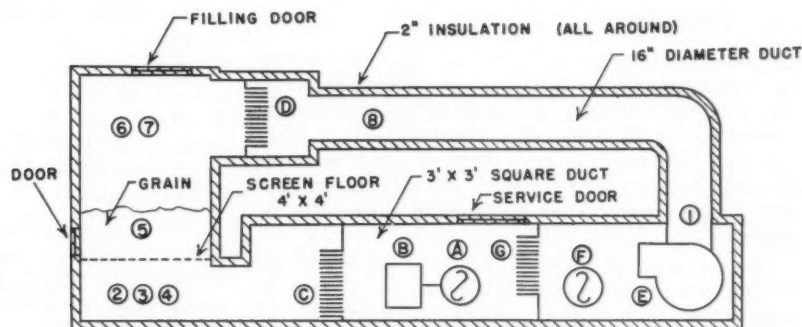 FILLING DOOR
2" INSULATION (ALL AROUND)
16" DIAMETER DUCT
D
8
6 7
DOOR
GRAIN
SCREEN FLOOR
4' X 4'
3' X 3' SQUARE DUCT
SERVICE DOOR
5
1
B
A
G
F
2 3 4
C
E